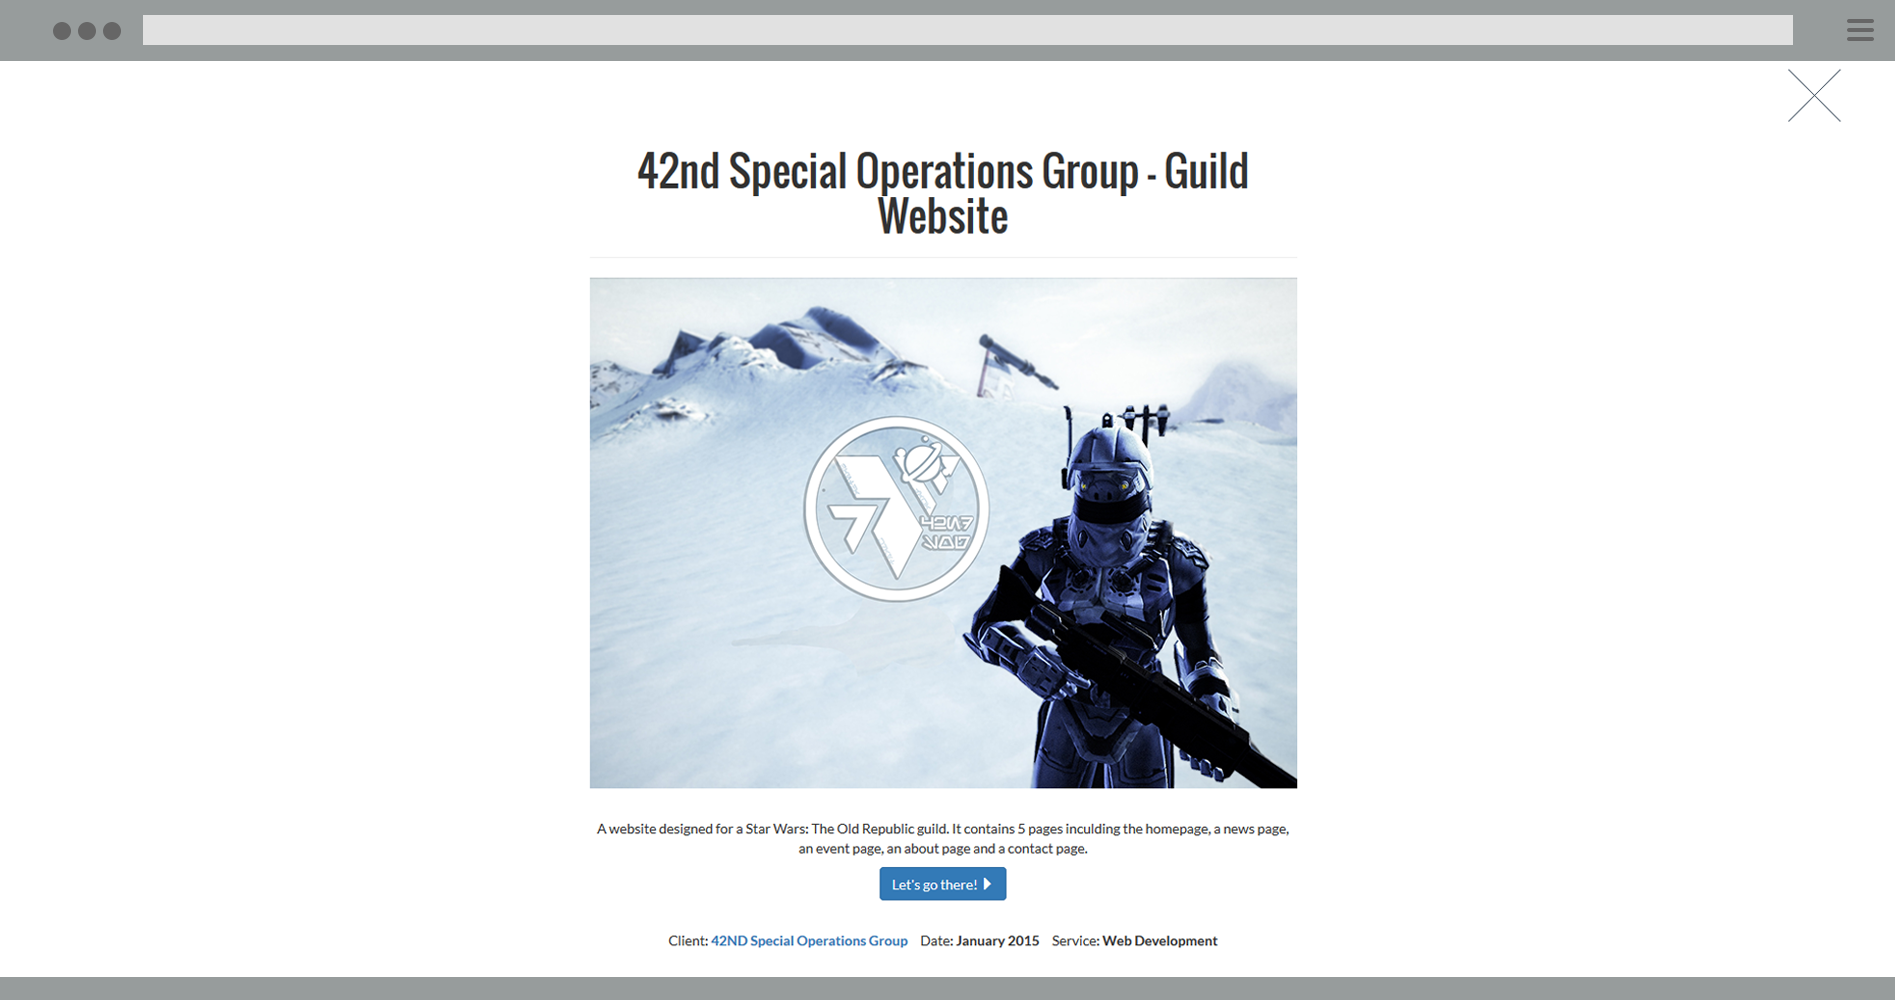 42nd Special Operations Group - Guild
Website
A website designed for a Star Wars: The Old Republic guild. It contains 5 pages inculding the homepage, a news page,
an event page, an about page and a contact page.
Let's go there!
Client: 42ND Special Operations Group Date: January 2015 Service: Web Development